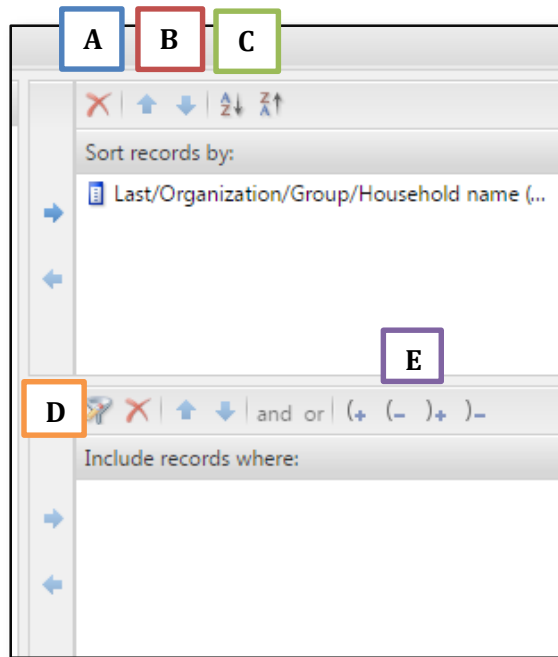 A B C
A Z Z A
Sort records by:
Last/Organization/Group/Household name (...
E
D and or (+ (- )+ )-
Include records where: